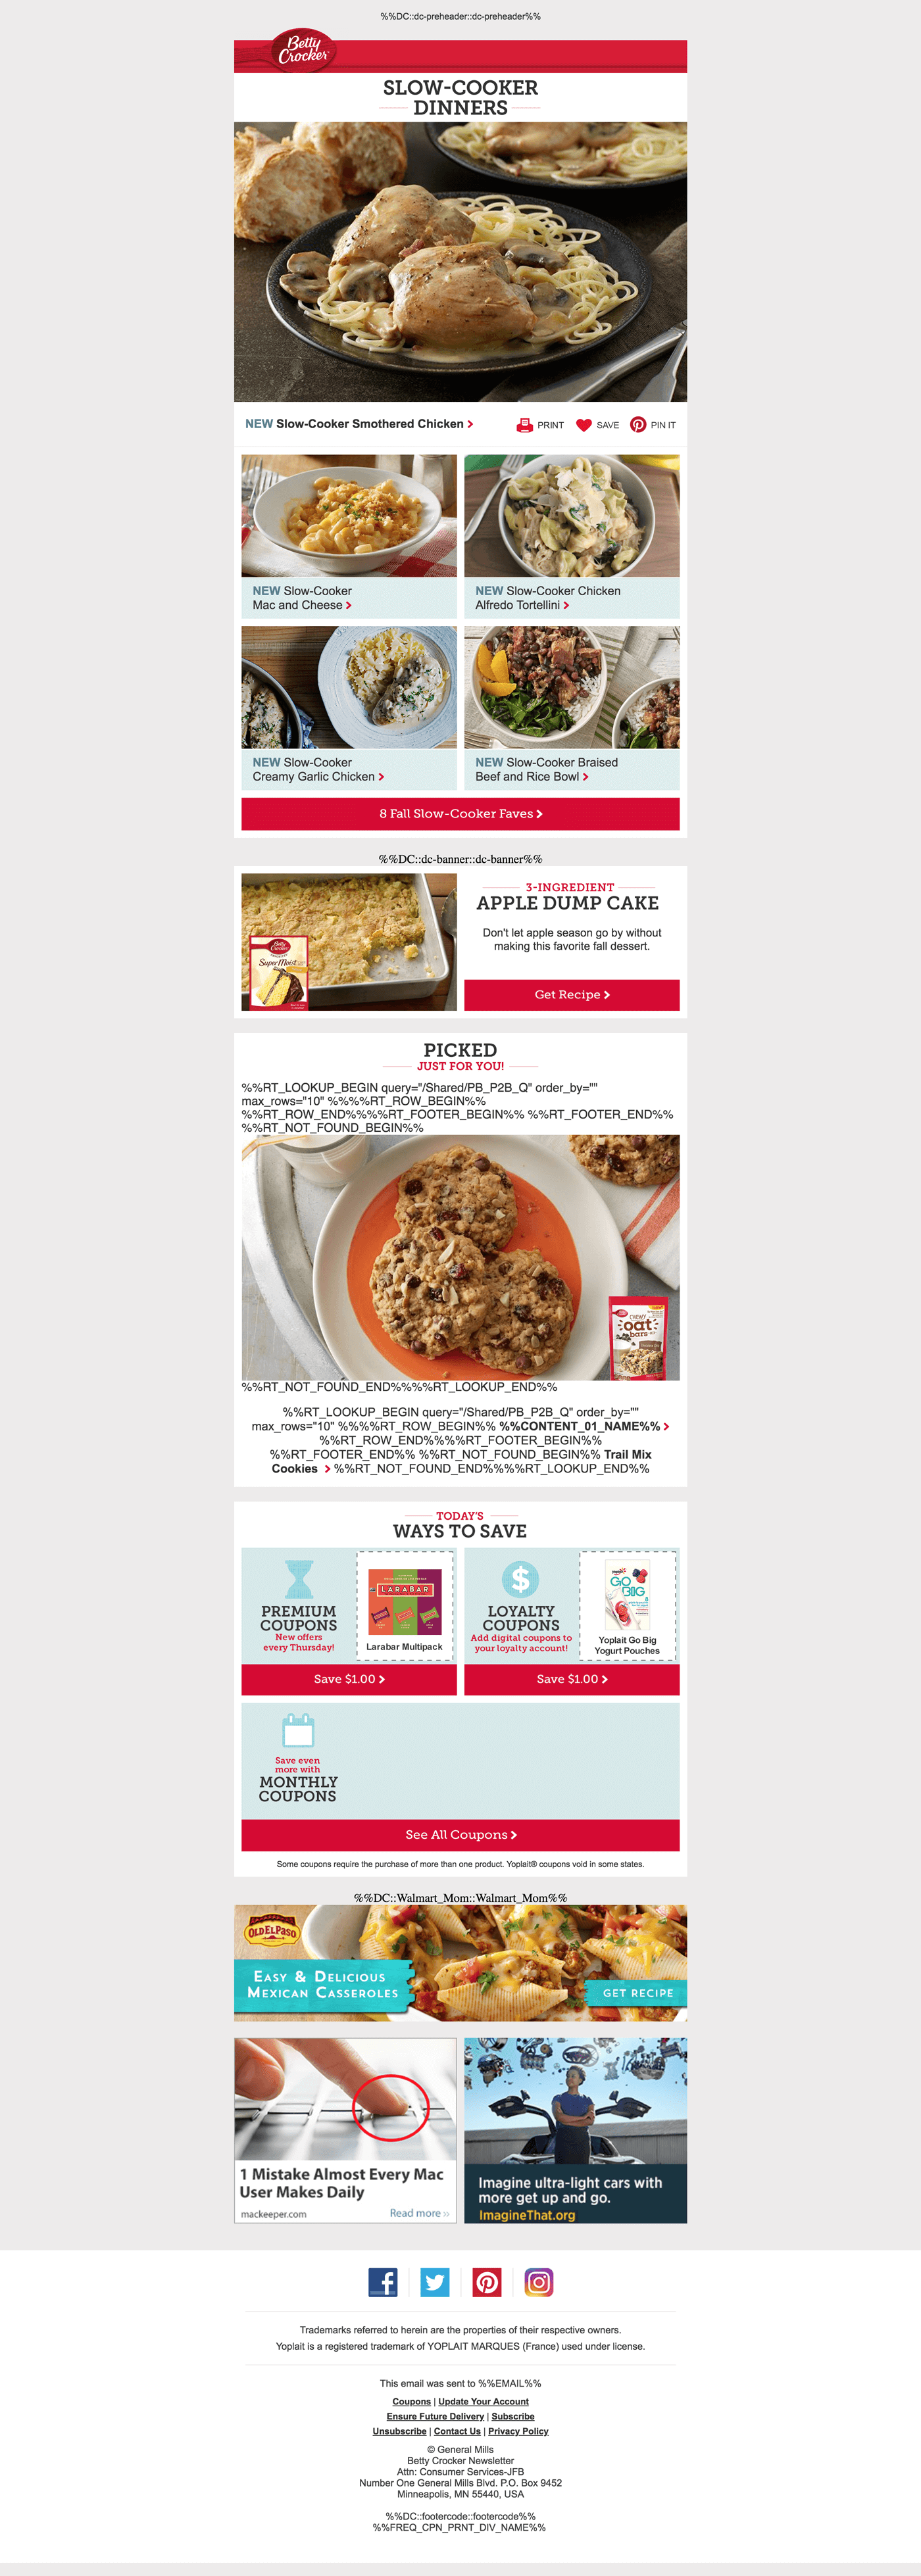 %%DC::dc-preheader::dc-preheader%%
Betty
Crocker
SLOW-COOKER
DINNERS
NEW Slow-Cooker Smothered Chicken
PRINT
SAVE
PIN IT
NEW Slow-Cooker
Mac and Cheese
NEW Slow-Cooker Chicken
Alfredo Tortellini
NEW Slow-Cooker
Creamy Garlic Chicken
NEW Slow-Cooker Braised
Beef and Rice Bowl
8 Fall Slow-Cooker Faves
%%DC::dc-banner::dc-banner%%
Betty
Crocker
SuperMoist
3-INGREDIENT
APPLE DUMP CAKE
Don't let apple season go by without
making this favorite fall dessert.
Get Recipe
PICKED
JUST FOR YOU!
%%RT_LOOKUP_BEGIN query="/Shared/PB_P2B_Q" order_by=""
max_rows="10" %%%%RT_ROW_BEGIN%%
%%RT_ROW_END%%%%RT_FOOTER_BEGIN%% %%RT_FOOTER_END%%
%%RT_NOT_FOUND_BEGIN%%
CHEWY
oat
bars
%%RT_NOT_FOUND_END%%%%RT_LOOKUP_END%%
%%RT_LOOKUP_BEGIN query="/Shared/PB_P2B_Q" order_by=""
max_rows="10" %%%%RT_ROW_BEGIN%% %%CONTENT_01_NAME%%
%%RT_ROW_END%%%%RT_FOOTER_BEGIN%%
%%RT_FOOTER_END%% %%RT_NOT_FOUND_BEGIN%% Trail Mix
Cookies %%RT_NOT_FOUND_END%%%%RT_LOOKUP_END%%
TODAY'S
WAYS TO SAVE
PREMIUM
COUPONS
New offers
every Thursday!
LÄRABAR
Larabar Multipack
Save $1.00
$
LOYALTY
COUPONS
Add digital coupons to
your loyalty account!
GO
BIG
Yoplait Go Big
Yogurt Pouches
Save $1.00
Save even
more with
MONTHLY
COUPONS
See All Coupons
Some coupons require the purchase of more than one product. Yoplait® coupons void in some states.
%%DC::Walmart_Mom::Walmart_Mom%%
OLD EL PASO
EASY & DELICIOUS
MEXICAN CASSEROLES
GET RECIPE
1 Mistake Almost Every Mac
User Makes Daily
mackeeper.com
Read more »
Imagine ultra-light cars with
more get up and go.
ImagineThat.org
Trademarks referred to herein are the properties of their respective owners.
Yoplait is a registered trademark of YOPLAIT MARQUES (France) used under license.
This email was sent to %%EMAIL%%
Coupons | Update Your Account
Ensure Future Delivery | Subscribe
Unsubscribe | Contact Us | Privacy Policy
© General Mills
Betty Crocker Newsletter
Attn: Consumer Services-JFB
Number One General Mills Blvd. P.O. Box 9452
Minneapolis, MN 55440, USA
%%DC::footercode::footercode%%
%%FREQ_CPN_PRNT_DIV_NAME%%